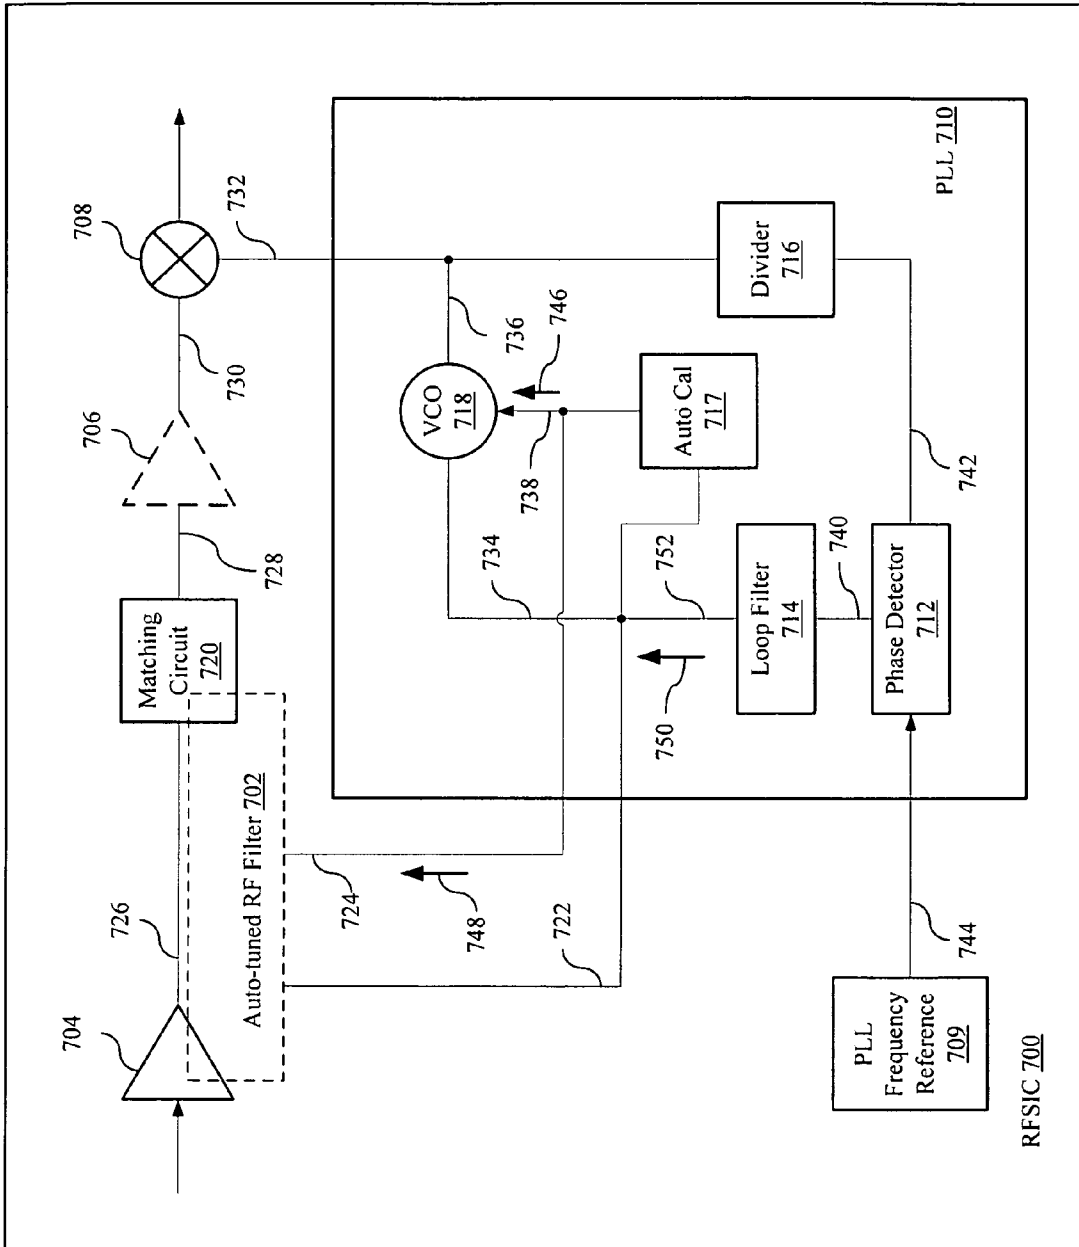 704
726
Matching
Circuit
720
728
706
730
708
732
Auto-tuned RF Filter 702
724
748
722
VCO
718
736
746
738
734
752
750
Auto Cal
717
Divider
716
Loop Filter
714
740
742
Phase Detector
712
PLL 710
744
PLL
Frequency
Reference
709
RFSIC 700